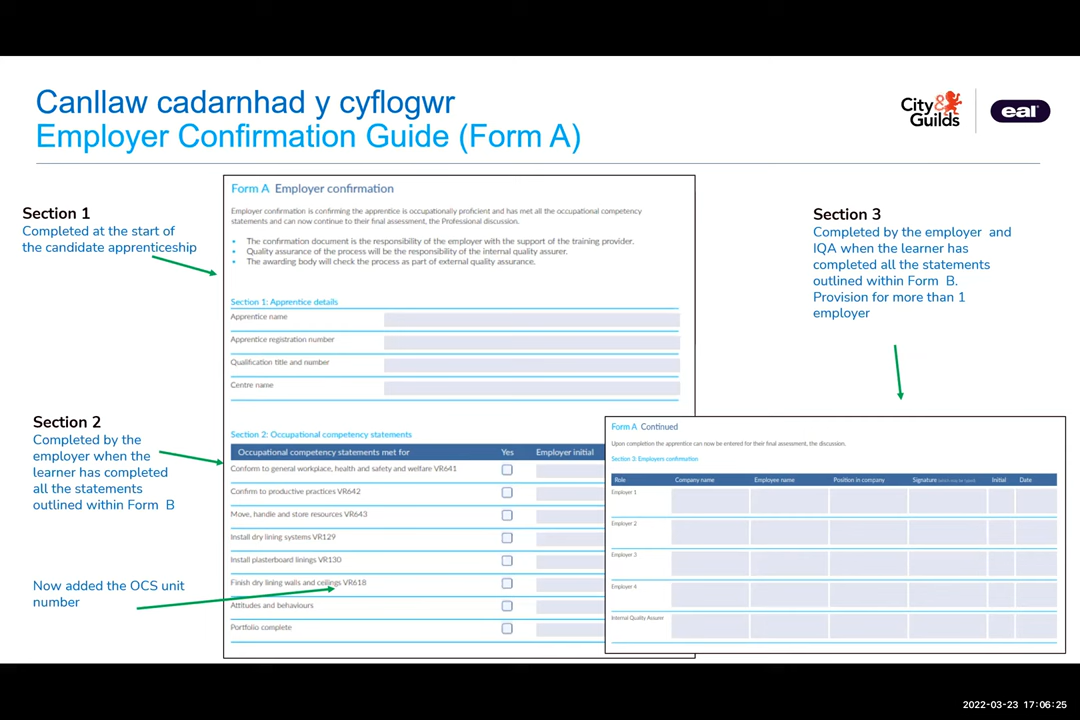 Canllaw cadarnhad y cyflogwr
Employer Confirmation Guide (Form A)
City & Guilds
eal
Section 1
Completed at the start of
the candidate apprenticeship
Section 2
Completed by the
employer when the
learner has completed
all the statements
outlined within Form B
Now added the OCS unit
number
Form A Employer confirmation
Employer confirmation is confirming the apprentice is occupationally proficient and has met all the occupational competency
statements and can now continue to their final assessment, the Professional discussion.
• The confirmation document is the responsibility of the employer with the support of the training provider.
• Quality assurance of the process will be the responsibility of the internal quality assurer.
• The awarding body will check the process as part of external quality assurance.
Section 1: Apprentice details
Apprentice name
Apprentice registration number
Qualification title and number
Centre name
Section 2: Occupational competency statements
Occupational competency statements met for Yes Employer initial
Conform to general workplace, health and safety and welfare VR641
Confirm to productive practices VR642
Move, handle and store resources VR643
Install dry lining systems VR129
Install plasterboard linings VR130
Finish dry lining walls and ceilings VR618
Attitudes and behaviours
Portfolio complete
Section 3
Completed by the employer and
IQA when the learner has
completed all the statements
outlined within Form B.
Provision for more than 1
employer
Form A Continued
Upon completion the apprentice can now be entered for their final assessment, the discussion.
Section 3: Employers confirmation
Role Company name Employee name Position in company Signature Initial Date
Employer 1
Employer 2
Employer 3
Employer 4
Internal Quality Assurer
2022-03-23 17:06:25